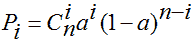 $P_i = C_n^i a^i (1-a)^{n-i}$